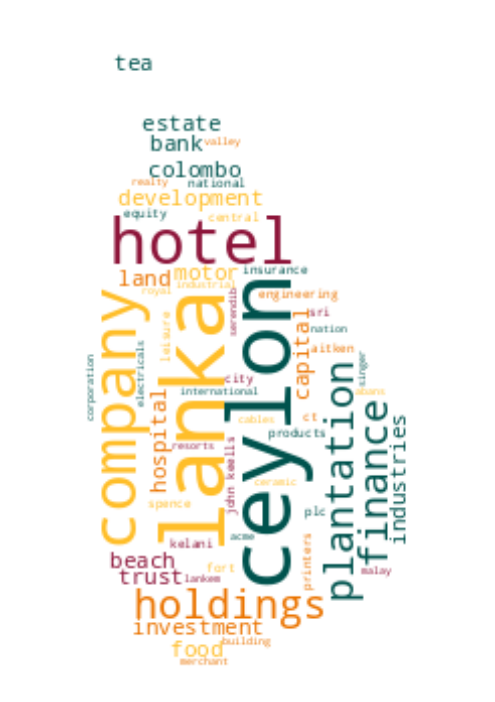 tea
estate
bank valley
colombo
realty national
development
equity central
hotel
land motor insurance
royal industrial
company
lanka
ceylon
serendib
engineering
sri
nation
capital
aitken
singer
abans
leisure
electricals
corporation
city
international
hospital
cables
ct
products
resorts
john keells
ceramic
plantation
finance
industries
spence
plc
acme
kelani
printers
beach
fort
malay
trust lankem
holdings
investment
building
food
merchant